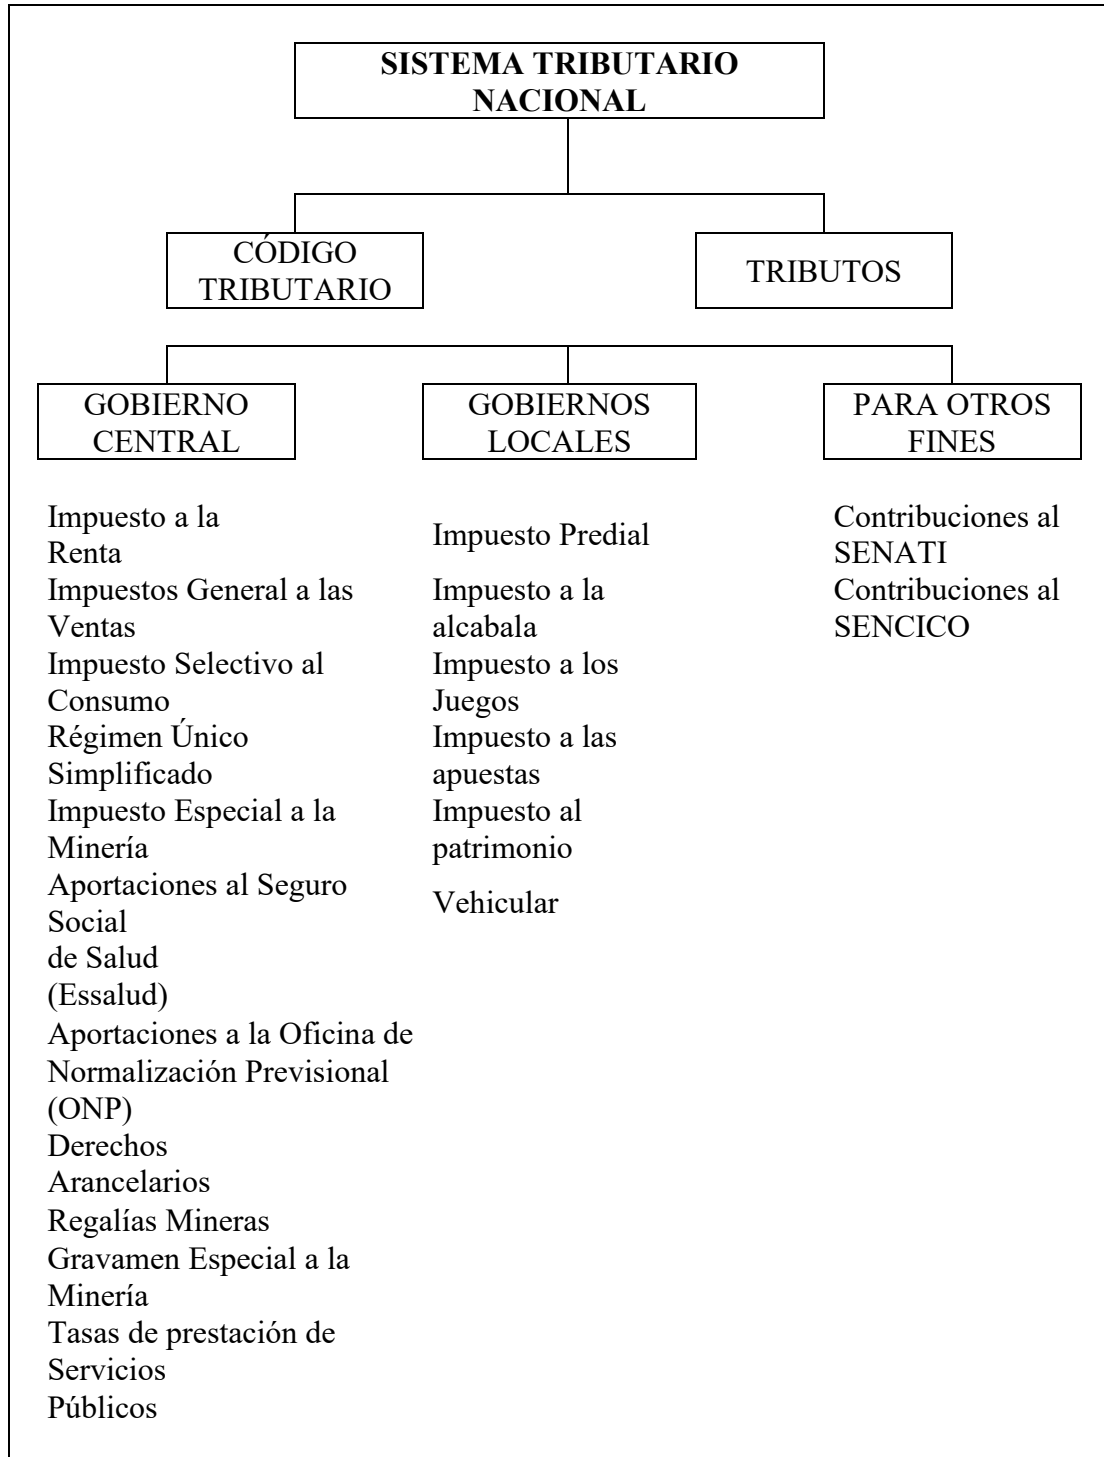 SISTEMA TRIBUTARIO
NACIONAL
CÓDIGO
TRIBUTARIO
TRIBUTOS
GOBIERNO
CENTRAL
GOBIERNOS
LOCALES
PARA OTROS
FINES
Impuesto a la
Renta
Impuestos General a las
Ventas
Impuesto Selectivo al
Consumo
Régimen Único
Simplificado
Impuesto Especial a la
Minería
Aportaciones al Seguro
Social
de Salud
(Essalud)
Aportaciones a la Oficina de
Normalización Previsional
(ONP)
Derechos
Arancelarios
Regalías Mineras
Gravamen Especial a la
Minería
Tasas de prestación de
Servicios
Públicos
Impuesto Predial
Impuesto a la
alcabala
Impuesto a los
Juegos
Impuesto a las
apuestas
Impuesto al
patrimonio
Vehicular
Contribuciones al
SENATI
Contribuciones al
SENCICO